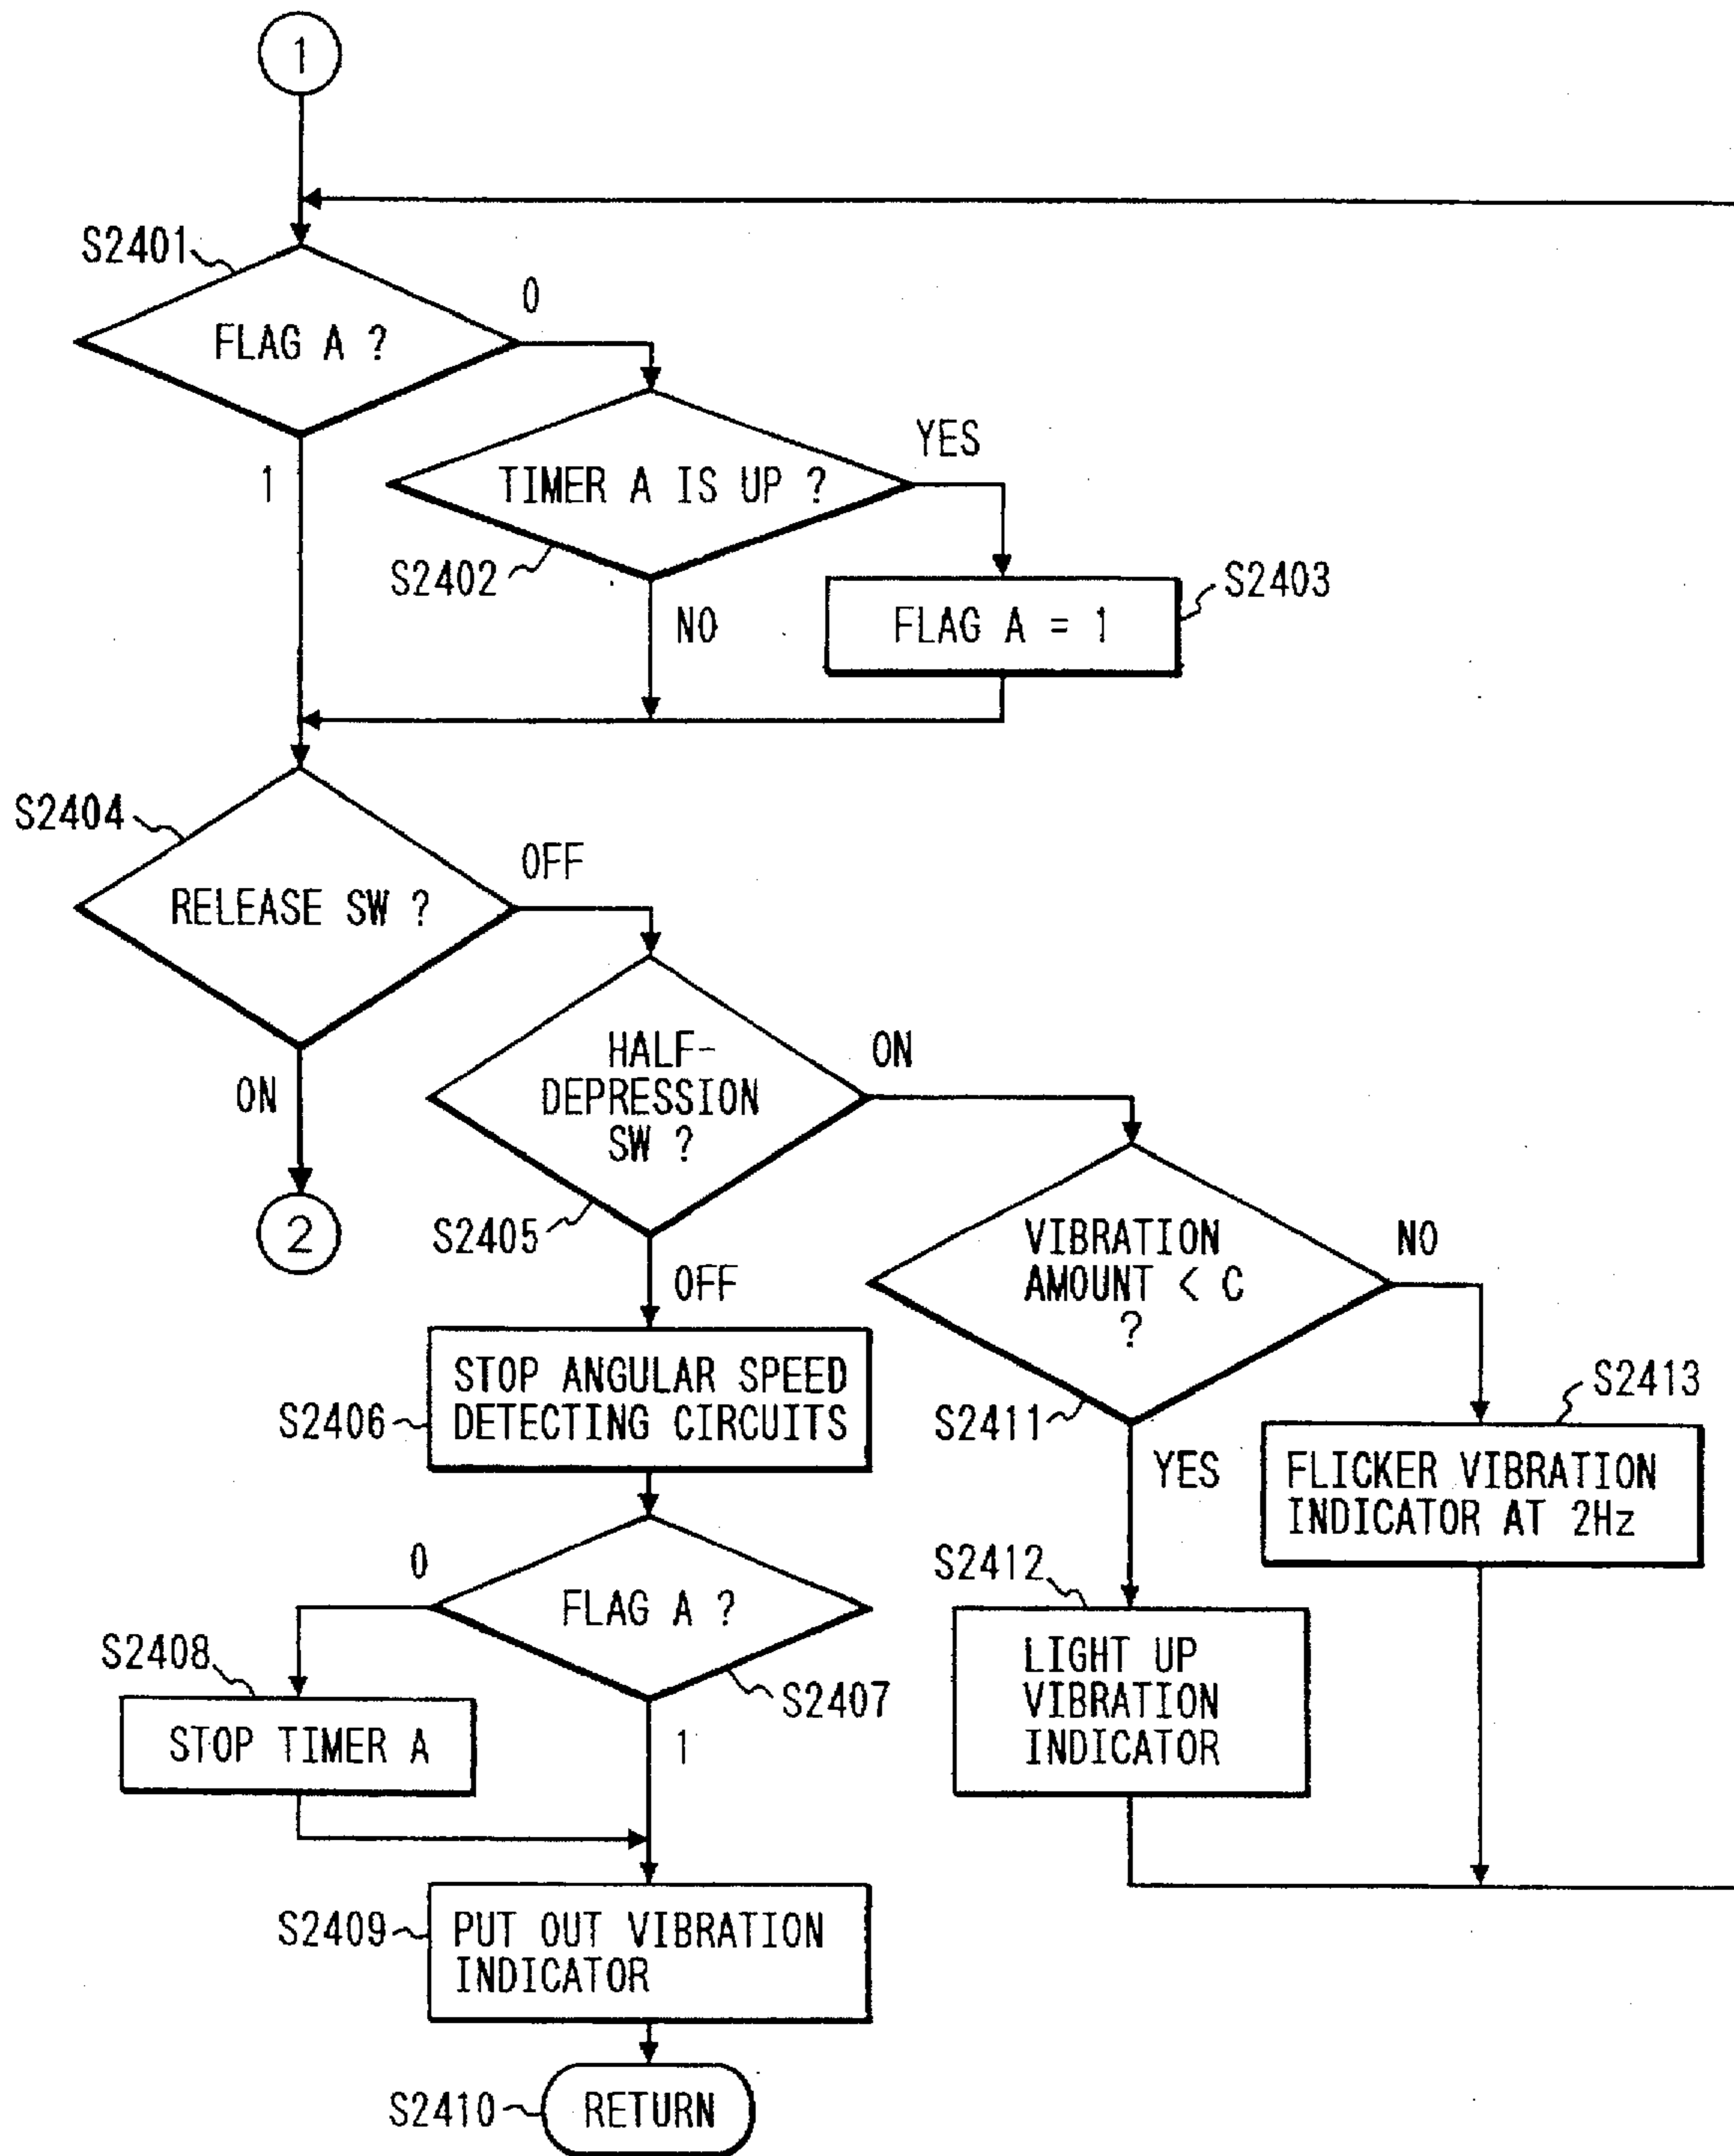 1
S2401
0
FLAG A ?
YES
1
TIMER A IS UP ?
S2402
S2403
NO
FLAG A = 1
S2404
OFF
RELEASE SW ?
ON
HALF-
DEPRESSION
SW ?
ON
2
S2405
VIBRATION
AMOUNT < C
?
NO
OFF
STOP ANGULAR SPEED
DETECTING CIRCUITS
S2406
S2411
S2413
YES
FLICKER VIBRATION
INDICATOR AT 2Hz
0
FLAG A ?
S2412
S2408
S2407
LIGHT UP
VIBRATION
INDICATOR
STOP TIMER A
1
S2409
PUT OUT VIBRATION
INDICATOR
S2410
RETURN